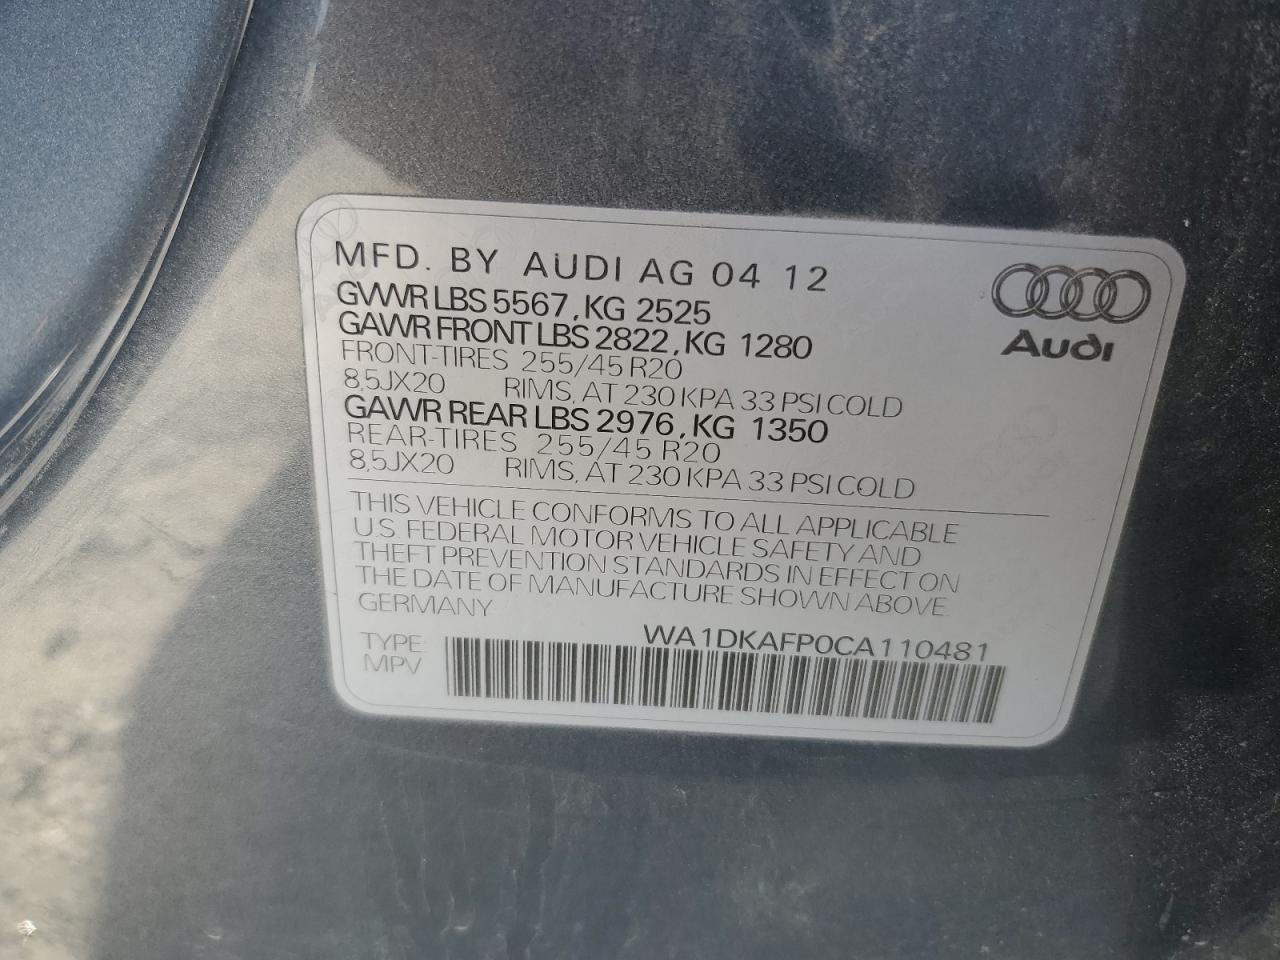 MFD. BY AUDI AG 04 12
GVWR LBS 5567, KG 2525
GAWR FRONT LBS 2822, KG 1280
FRONT-TIRES 255/45 R20
8,5JX20 RIMS, AT 230 KPA 33 PSI COLD
GAWR REAR LBS 2976, KG 1350
REAR-TIRES 255/45 R20
8,5JX20 RIMS, AT 230 KPA 33 PSI COLD
Audi
THIS VEHICLE CONFORMS TO ALL APPLICABLE
U.S. FEDERAL MOTOR VEHICLE SAFETY AND
THEFT PREVENTION STANDARDS IN EFFECT ON
THE DATE OF MANUFACTURE SHOWN ABOVE
GERMANY
WA1DKAFP0CA110481
TYPE
MPV